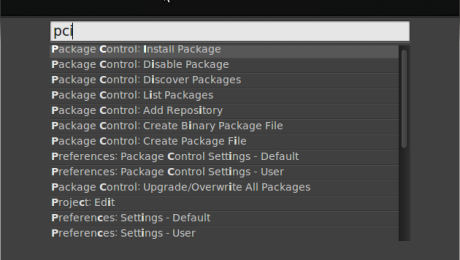 pci
Package Control: Install Package
Package Control: Disable Package
Package Control: Discover Packages
Package Control: List Packages
Package Control: Add Repository
Package Control: Create Binary Package File
Package Control: Create Package File
Preferences: Package Control Settings - Default
Preferences: Package Control Settings - User
Package Control: Upgrade/Overwrite All Packages
Project: Edit
Preferences: Settings - Default
Preferences: Settings - User